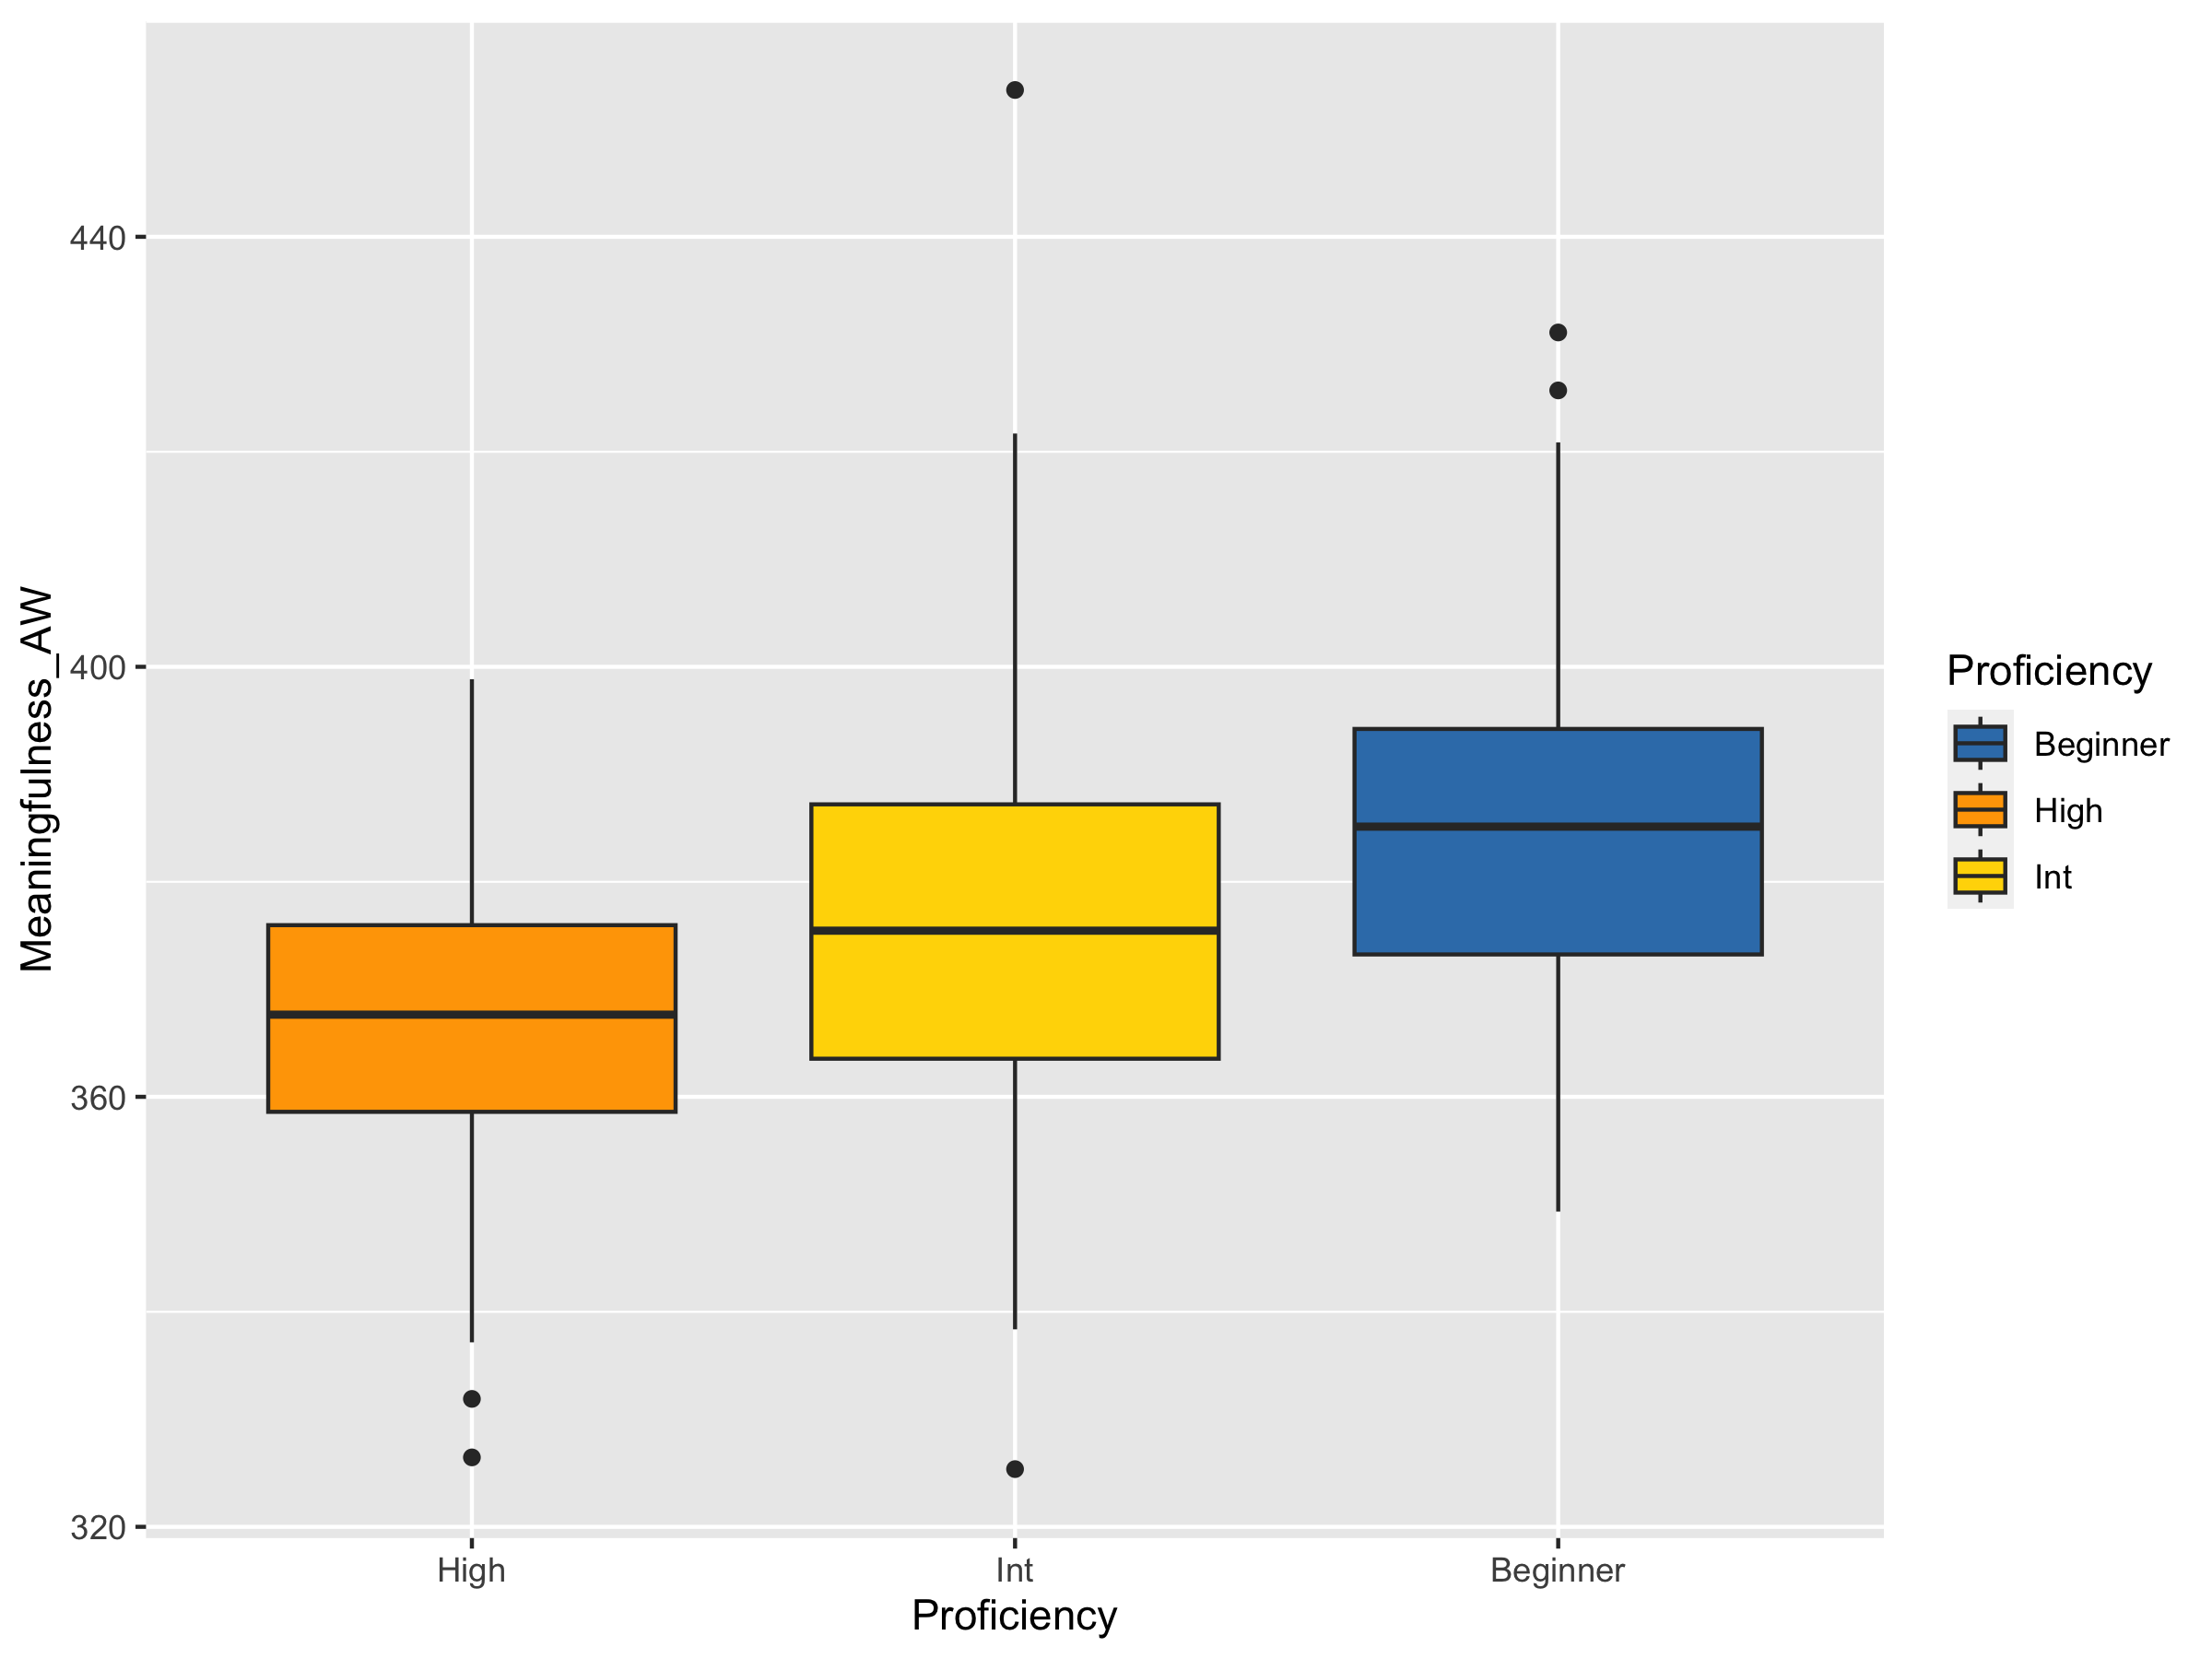 Meaningfulness_AW
440
400
360
320
High
Int
Beginner
Proficiency
Proficiency
Beginner
High
Int